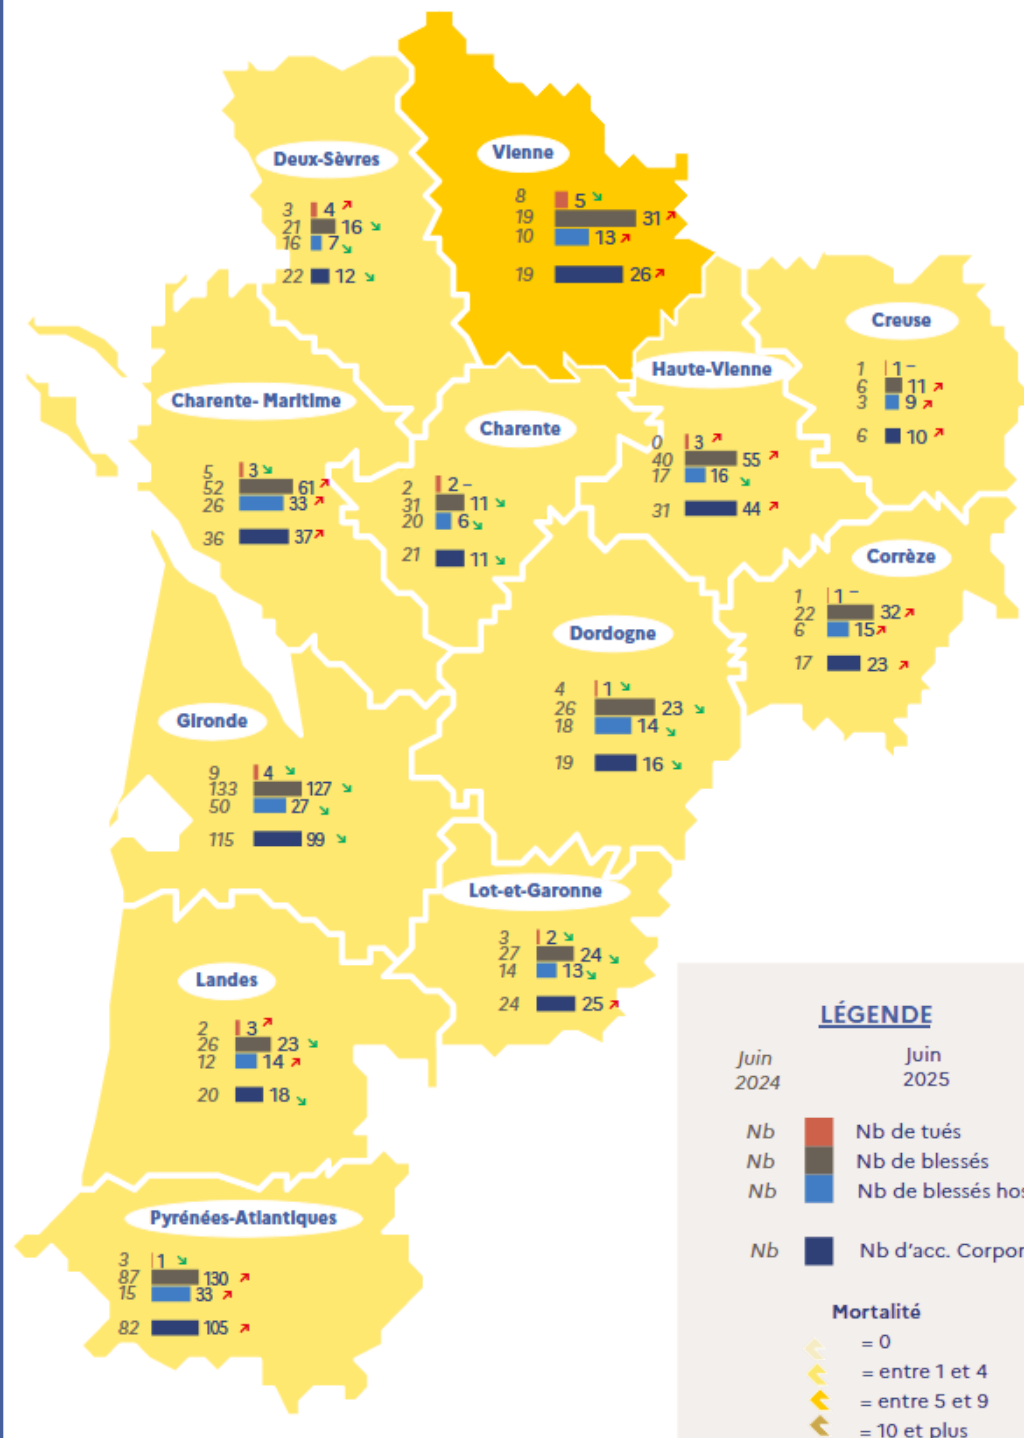 Deux-Sèvres
3 4
21 16
16 7
22 12
Vienne
8 5
19 31
10 13
19 26
Creuse
1 1 –
6 11
3 9
6 10
Haute-Vienne
0 3
40 55
17 16
31 44
Charente- Maritime
5 3
52 61
26 33
36 37
Charente
2 2 –
31 11
20 6
21 11
Corrèze
1 1 –
22 32
6 15
17 23
Dordogne
4 1
26 23
18 14
19 16
Gironde
9 4
133 127
50 27
115 99
Lot-et-Garonne
3 2
27 24
14 13
24 25
Landes
2 3
26 23
12 14
20 18
Pyrénées-Atlantiques
3 1
87 130
15 33
82 105
LÉGENDE
Juin 2024
Juin 2025
Nb Nb de tués
Nb Nb de blessés
Nb Nb de blessés hos
Nb Nb d'acc. Corpor
Mortalité
= 0
= entre 1 et 4
= entre 5 et 9
= 10 et plus